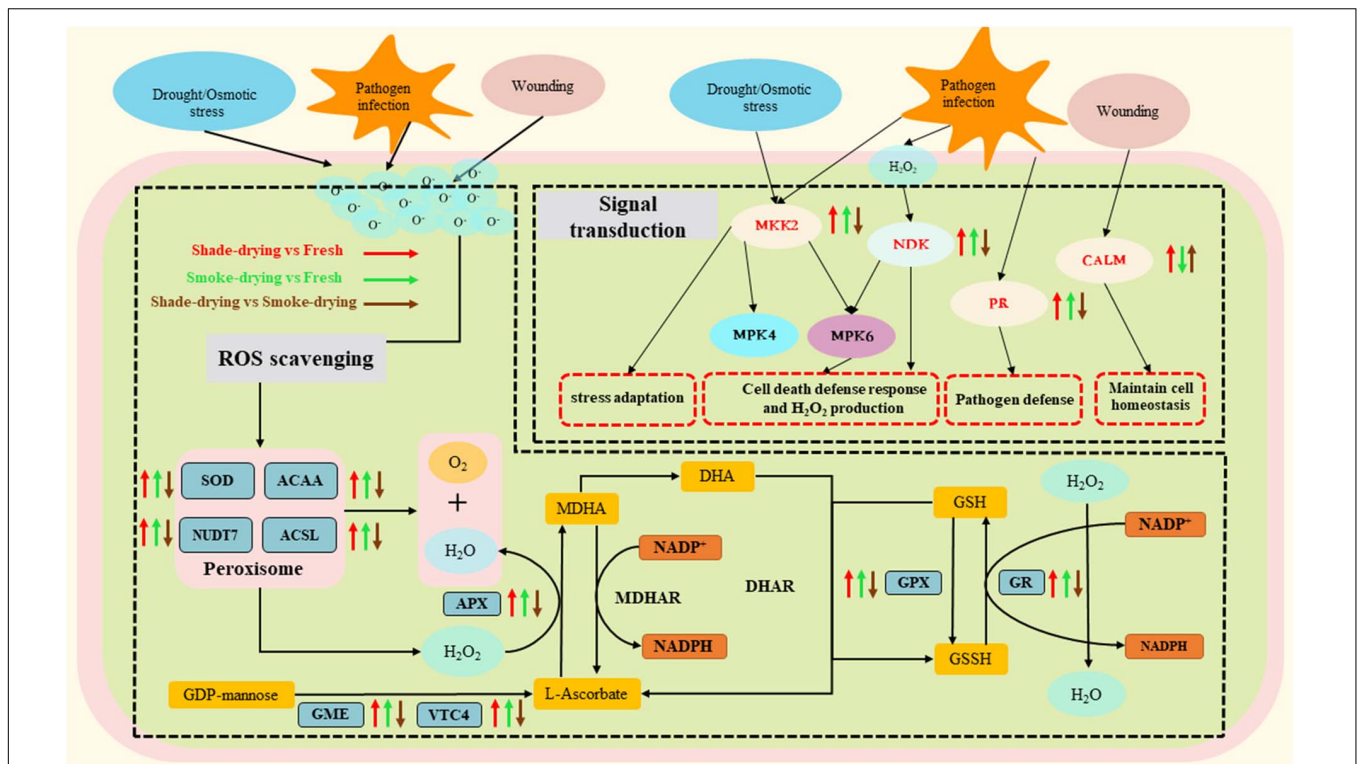 Drought/Osmotic
stress
Pathogen
infection
Wounding
Drought/Osmotic
stress
Pathogen
infection
Wounding
O⁻
O⁻
O⁻
O⁻
O⁻
O⁻
O⁻
O⁻
O⁻
O⁻
O⁻
O⁻
H₂O₂
Signal
transduction
MKK2
NDK
CALM
PR
MPK4
MPK6
stress adaptation
Cell death defense response
and H₂O₂ production
Pathogen defense
Maintain cell
homeostasis
Shade-drying vs Fresh
Smoke-drying vs Fresh
Shade-drying vs Smoke-drying
ROS scavenging
SOD
ACAA
NUDT7
ACSL
Peroxisome
O₂
+
H₂O
APX
H₂O₂
MDHA
DHA
NADP⁺
MDHAR
NADPH
DHAR
GSH
GPX
GR
GSSH
H₂O₂
NADP⁺
NADPH
H₂O
GDP-mannose
GME
VTC4
L-Ascorbate